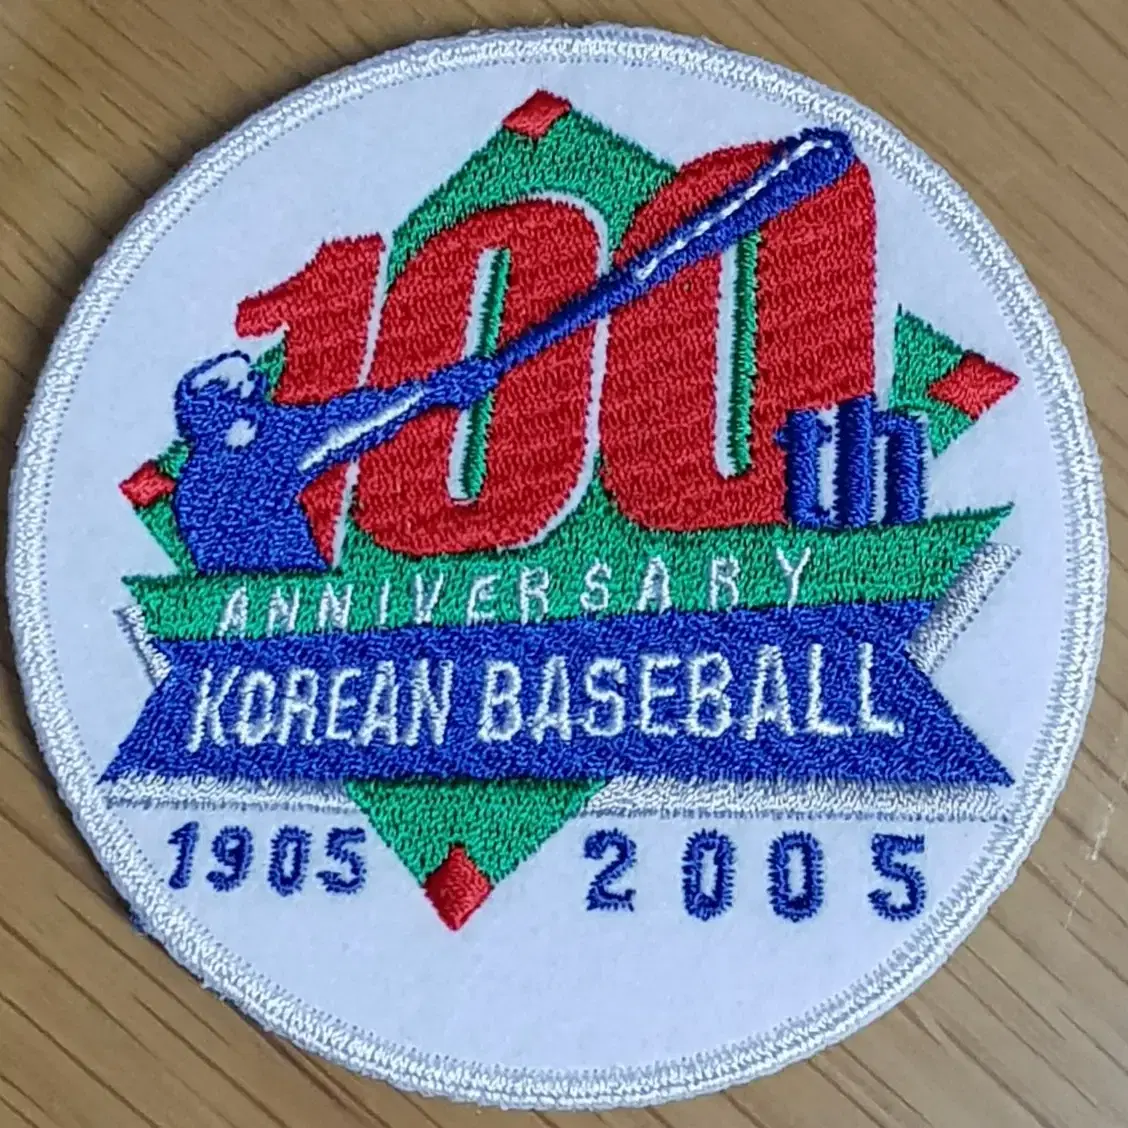 100th
ANNIVERSARY
KOREAN BASEBALL
1905 2005